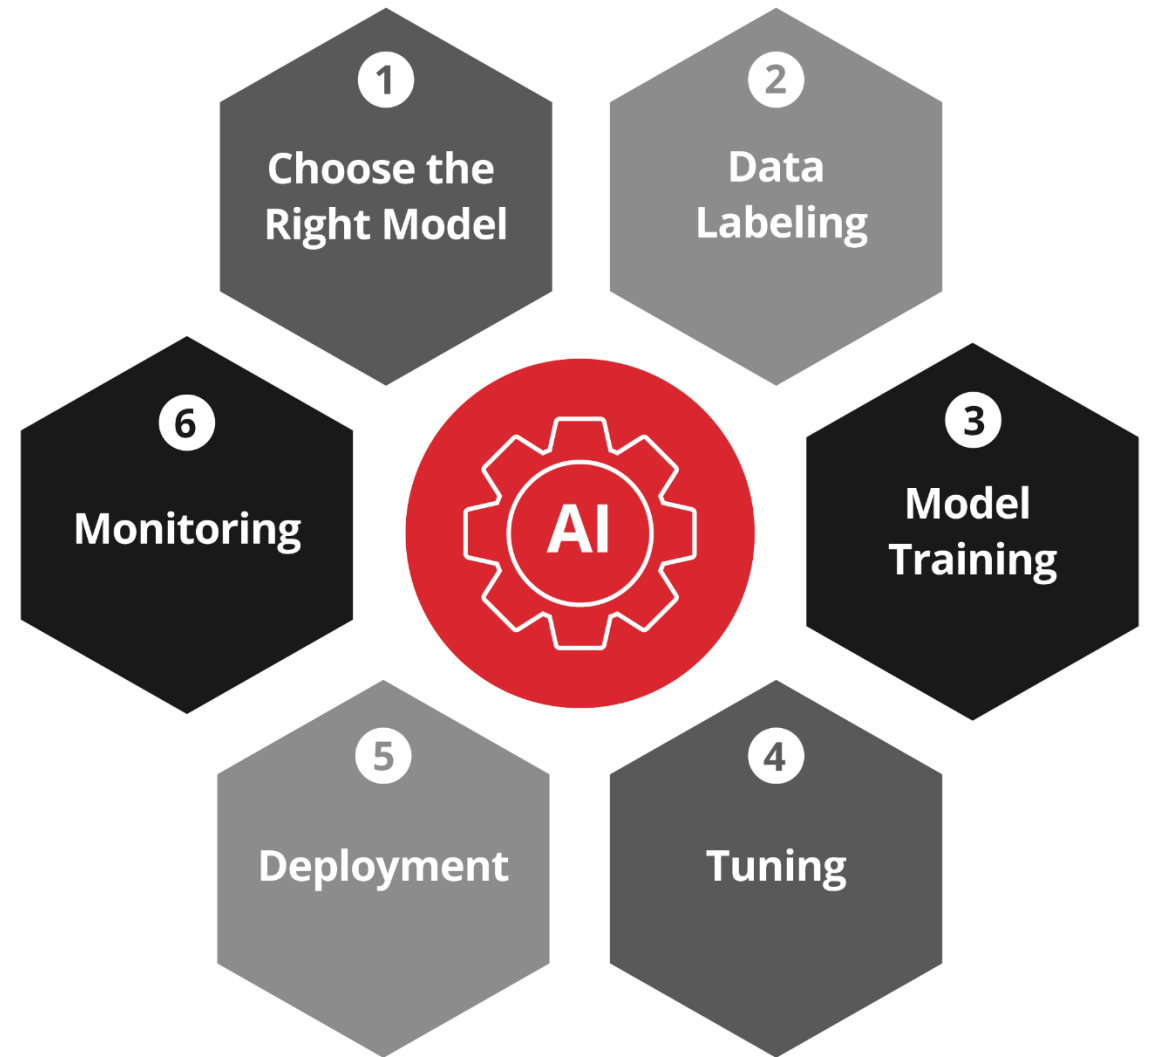 1
Choose the
Right Model
2
Data
Labeling
3
Model
Training
4
Tuning
5
Deployment
6
Monitoring
AI